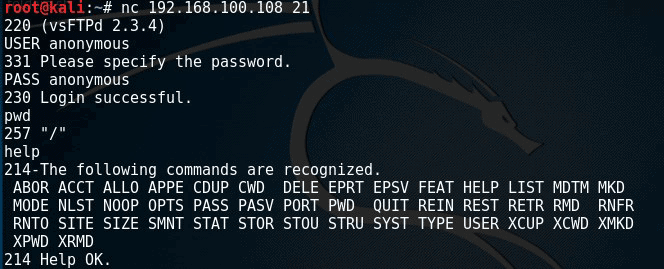 root@kali:~# nc 192.168.100.108 21
220 (vsFTPd 2.3.4)
USER anonymous
331 Please specify the password.
PASS anonymous
230 Login successful.
pwd
257 "/"
help
214-The following commands are recognized.
 ABOR ACCT ALLO APPE CDUP CWD  DELE EPRT EPSV FEAT HELP LIST MDTM MKD
 MODE NLST NOOP OPTS PASS PASV PORT PWD  QUIT REIN REST RETR RMD  RNFR
 RNTO SITE SIZE SMNT STAT STOR STOU STRU SYST TYPE USER XCUP XCWD XMKD
 XPWD XRMD
214 Help OK.